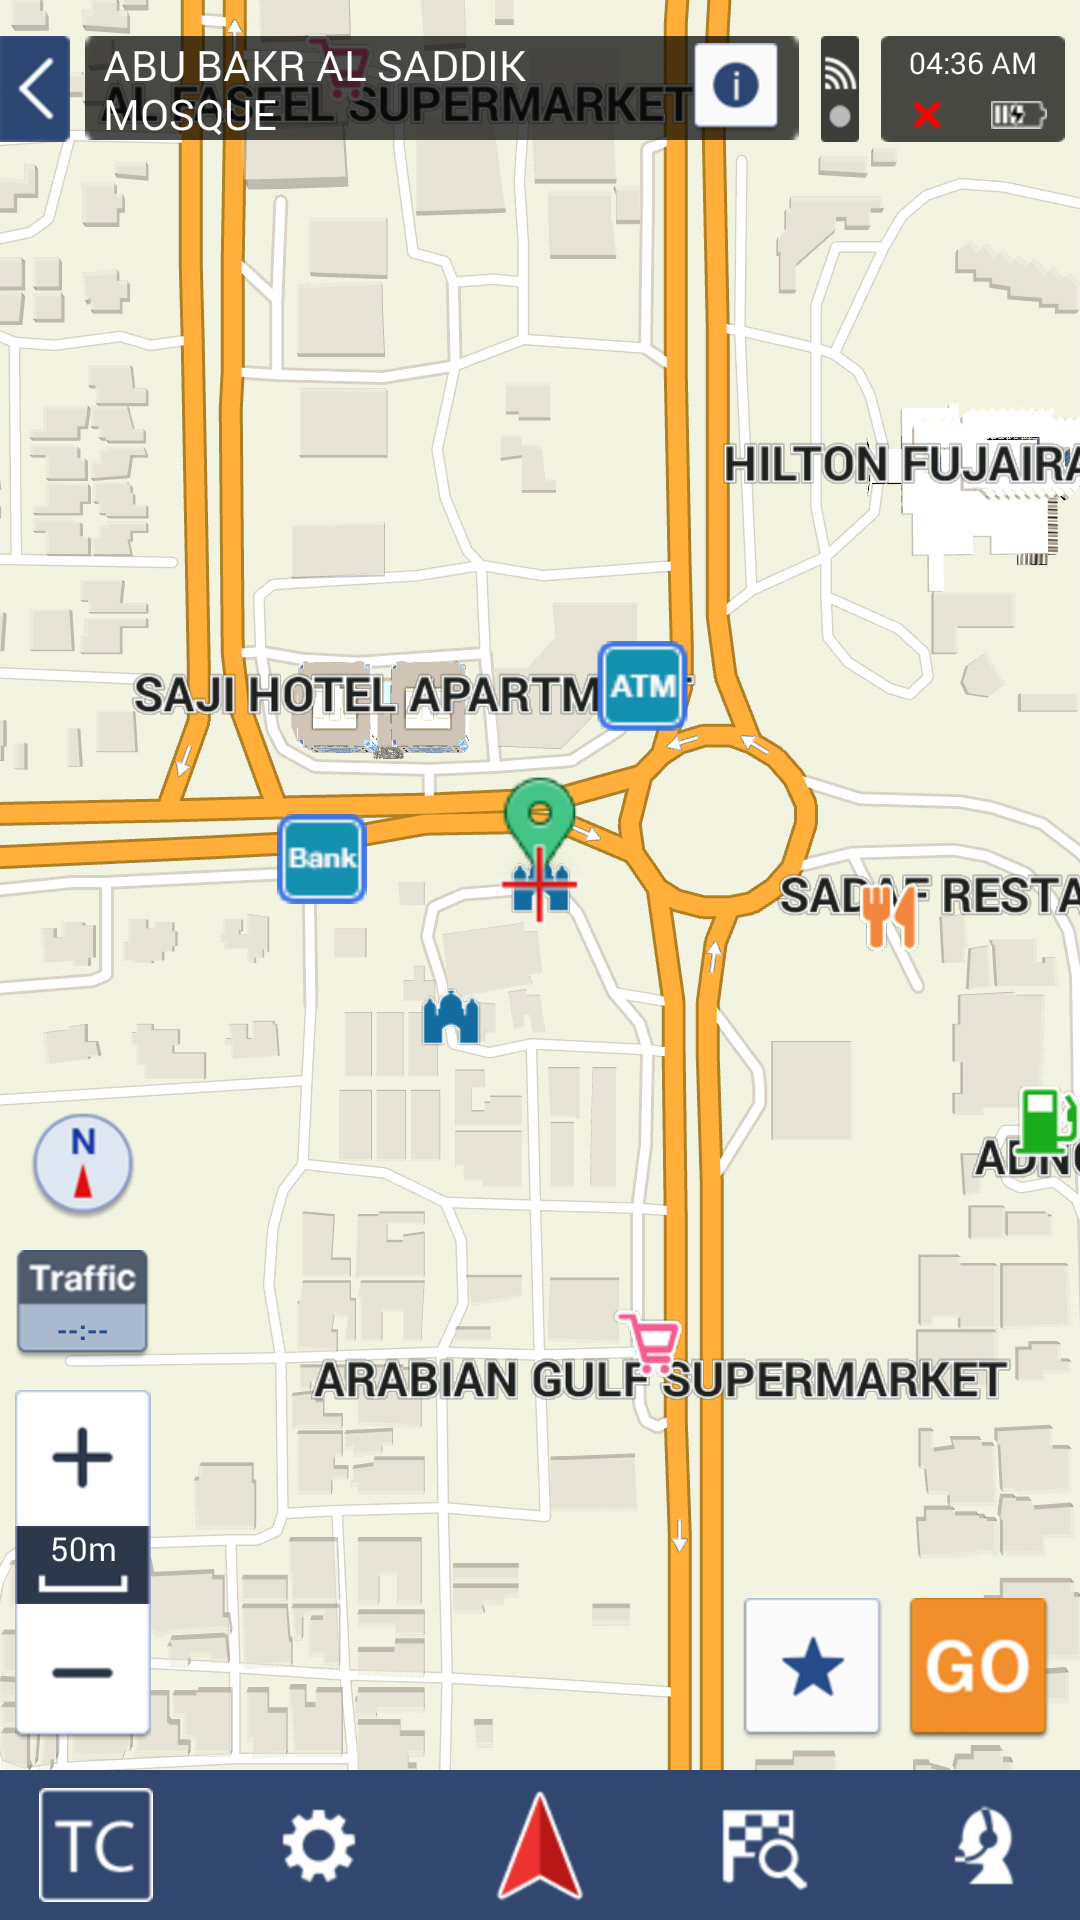 ABU BAKR AL SADDIK
MOSQUE
AL FASEEL SUPERMARKET
i
04:36 AM
HILTON FUJAIRA
SAJI HOTEL APARTM
ATM
Bank
SADAF RESTA
N
ADNO
Traffic
--:--
ARABIAN GULF SUPERMARKET
+
50m
GO
TC